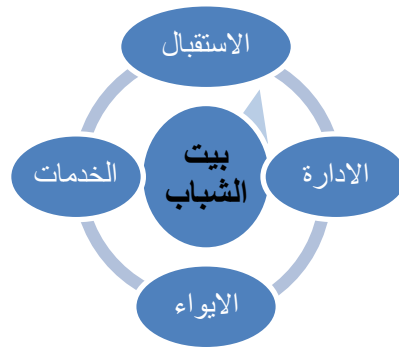 الاستقبال
الادارة
بيت
الشباب
الخدمات
الايواء